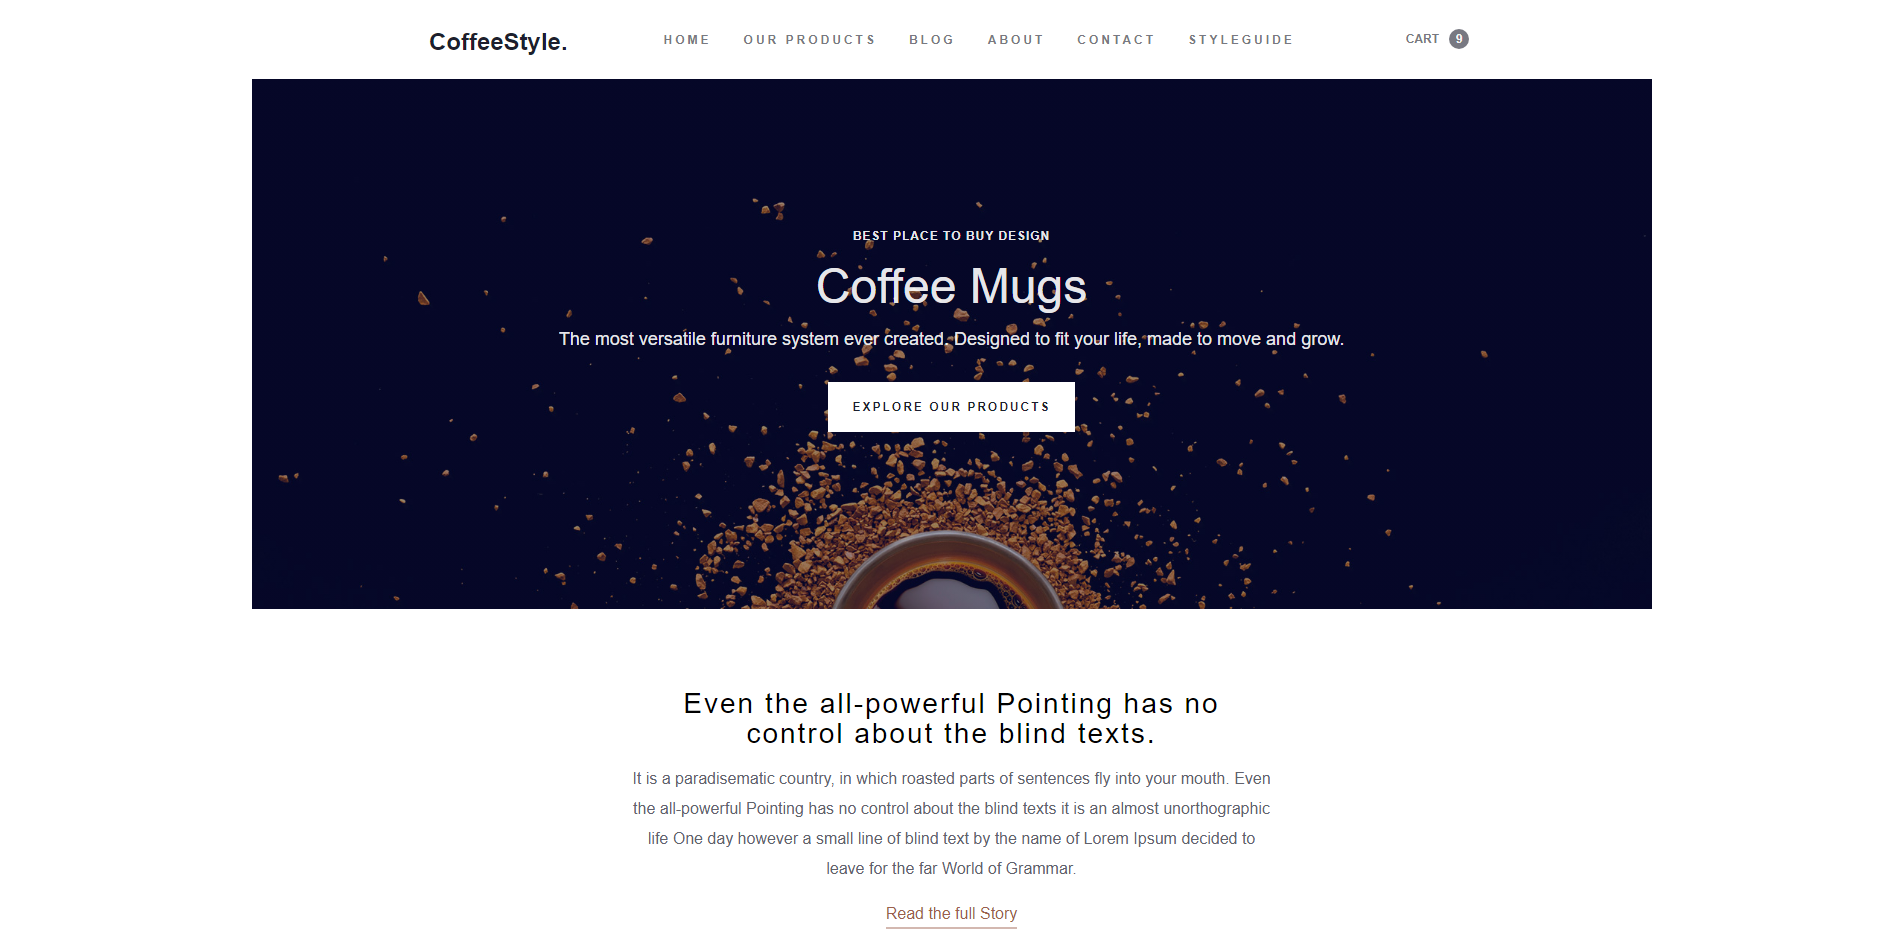 CoffeeStyle.
HOME OUR PRODUCTS BLOG ABOUT CONTACT STYLEGUIDE
CART 9
BEST PLACE TO BUY DESIGN
Coffee Mugs
The most versatile furniture system ever created. Designed to fit your life, made to move and grow.
EXPLORE OUR PRODUCTS
Even the all-powerful Pointing has no
control about the blind texts.
It is a paradisematic country, in which roasted parts of sentences fly into your mouth. Even
the all-powerful Pointing has no control about the blind texts it is an almost unorthographic
life One day however a small line of blind text by the name of Lorem Ipsum decided to
leave for the far World of Grammar.
Read the full Story